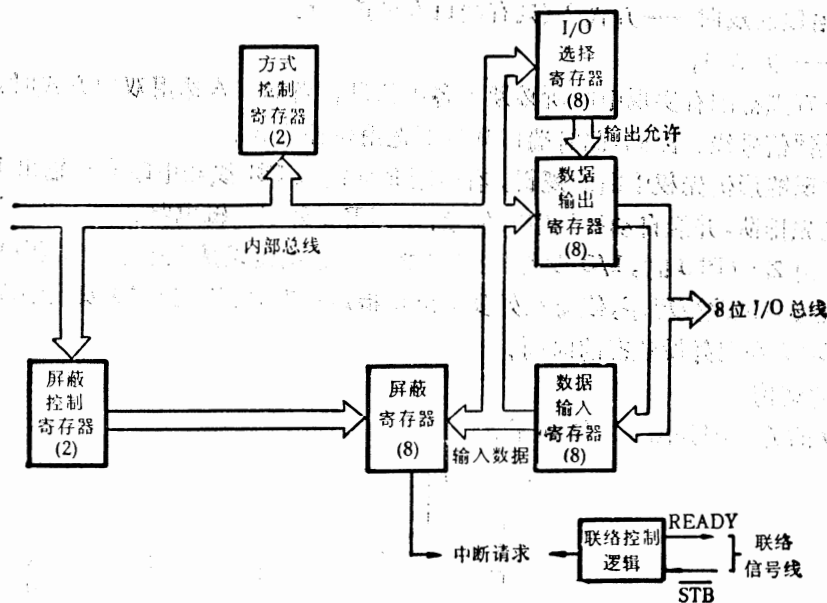 I/O
选择
寄存器
(8)
方式
控制
寄存器
(2)
输出允许
数据
输出
寄存器
(8)
内部总线
8位I/O总线
屏蔽
控制
寄存器
(2)
屏蔽
寄存器
(8)
数据
输入
寄存器
(8)
输入数据
READY
联络控制
逻辑
中断请求
联络
信号线
STB